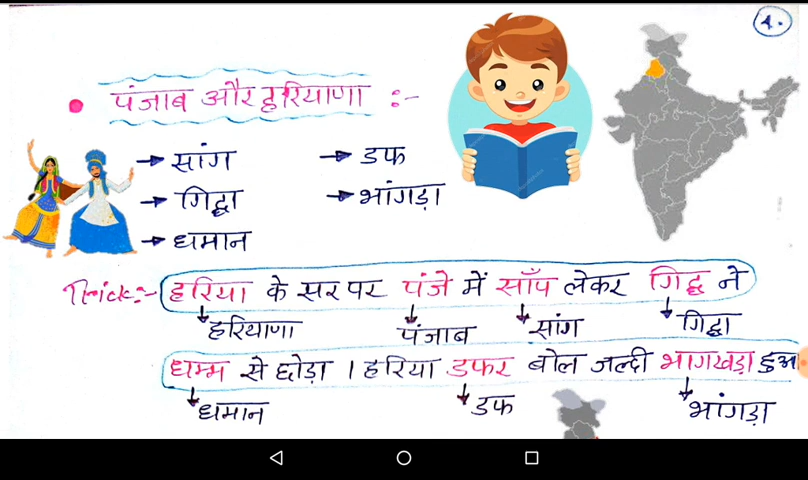 4.
पंजाब और हरियाणा :-
→ सांग → डफ
→ गिद्धा → भांगड़ा
→ धमान
Trick:- हरिया के सर पर पंजे में साँप लेकर गिद्ध ने
हरियाणा पंजाब सांग गिद्धा
धम्म से छोड़ा । हरिया डफर बोल जल्दी भागखड़ा हुआ
धमान डफ भांगड़ा